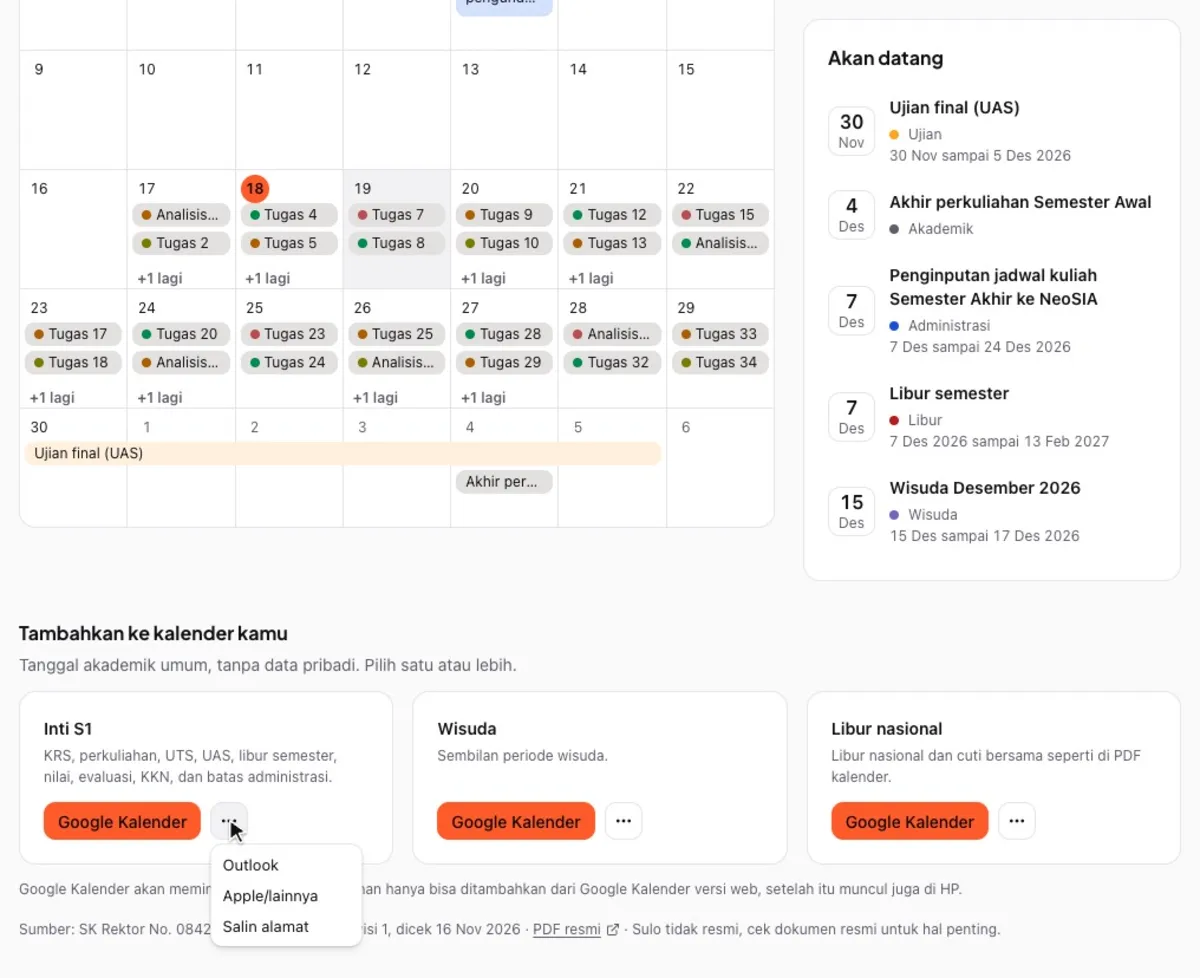 9 10 11 12 13 14 15
16 17 18 19 20 21 22
Analisis... Tugas 4 Tugas 7 Tugas 9 Tugas 12 Tugas 15
Tugas 2 Tugas 5 Tugas 8 Tugas 10 Tugas 13 Analisis...
+1 lagi +1 lagi +1 lagi +1 lagi
23 24 25 26 27 28 29
Tugas 17 Tugas 20 Tugas 23 Tugas 25 Tugas 28 Analisis... Tugas 33
Tugas 18 Analisis... Tugas 24 Analisis... Tugas 29 Tugas 32 Tugas 34
+1 lagi +1 lagi +1 lagi +1 lagi
30 1 2 3 4 5 6
Ujian final (UAS)
Akhir per...
Akan datang
30 Nov
Ujian final (UAS)
Ujian
30 Nov sampai 5 Des 2026
4 Des
Akhir perkuliahan Semester Awal
Akademik
7 Des
Penginputan jadwal kuliah
Semester Akhir ke NeoSIA
Administrasi
7 Des sampai 24 Des 2026
7 Des
Libur semester
Libur
7 Des 2026 sampai 13 Feb 2027
15 Des
Wisuda Desember 2026
Wisuda
15 Des sampai 17 Des 2026
Tambahkan ke kalender kamu
Tanggal akademik umum, tanpa data pribadi. Pilih satu atau lebih.
Inti S1
KRS, perkuliahan, UTS, UAS, libur semester,
nilai, evaluasi, KKN, dan batas administrasi.
Google Kalender
Outlook
Apple/lainnya
Salin alamat
Wisuda
Sembilan periode wisuda.
Google Kalender
Libur nasional
Libur nasional dan cuti bersama seperti di PDF
kalender.
Google Kalender
Google Kalender akan hanya bisa ditambahkan dari Google Kalender versi web, setelah itu muncul juga di HP.
Sumber: SK Rektor No. 0842 1, dicek 16 Nov 2026 · PDF resmi · Sulo tidak resmi, cek dokumen resmi untuk hal penting.